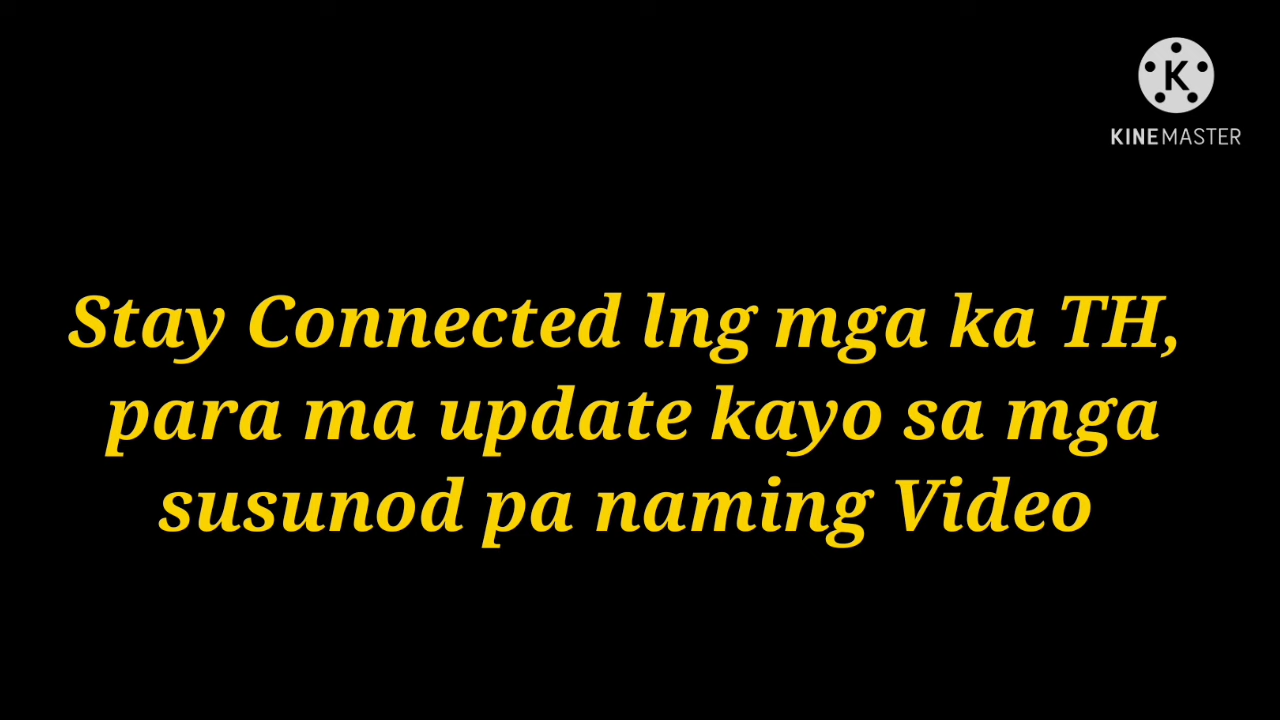 K
KINEMASTER
Stay Connected lng mga ka TH,
para ma update kayo sa mga
susunod pa naming Video